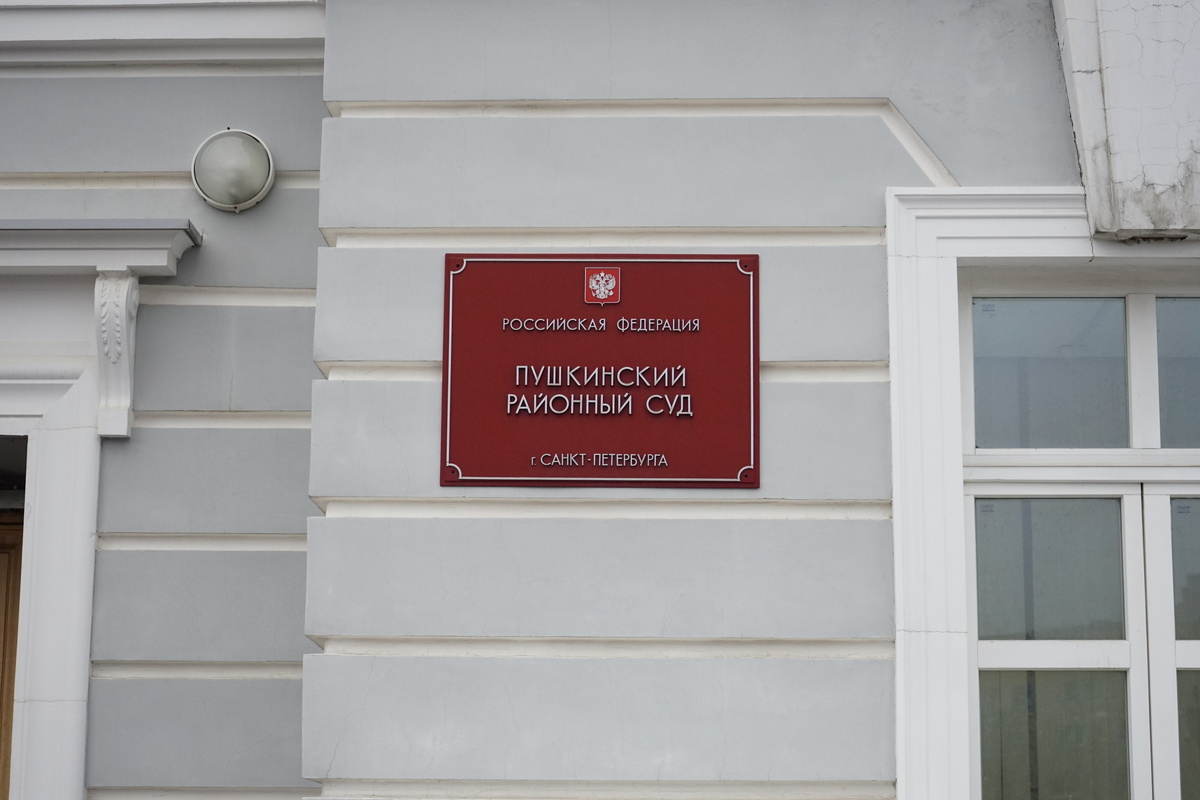 РОССИЙСКАЯ ФЕДЕРАЦИЯ
ПУШКИНСКИЙ
РАЙОННЫЙ СУД
г. САНКТ-ПЕТЕРБУРГА